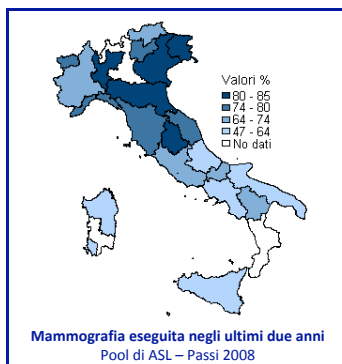 Valori %
80 - 85
74 - 80
64 - 74
47 - 64
No dati
Mammografia eseguita negli ultimi due anni
Pool di ASL – Passi 2008